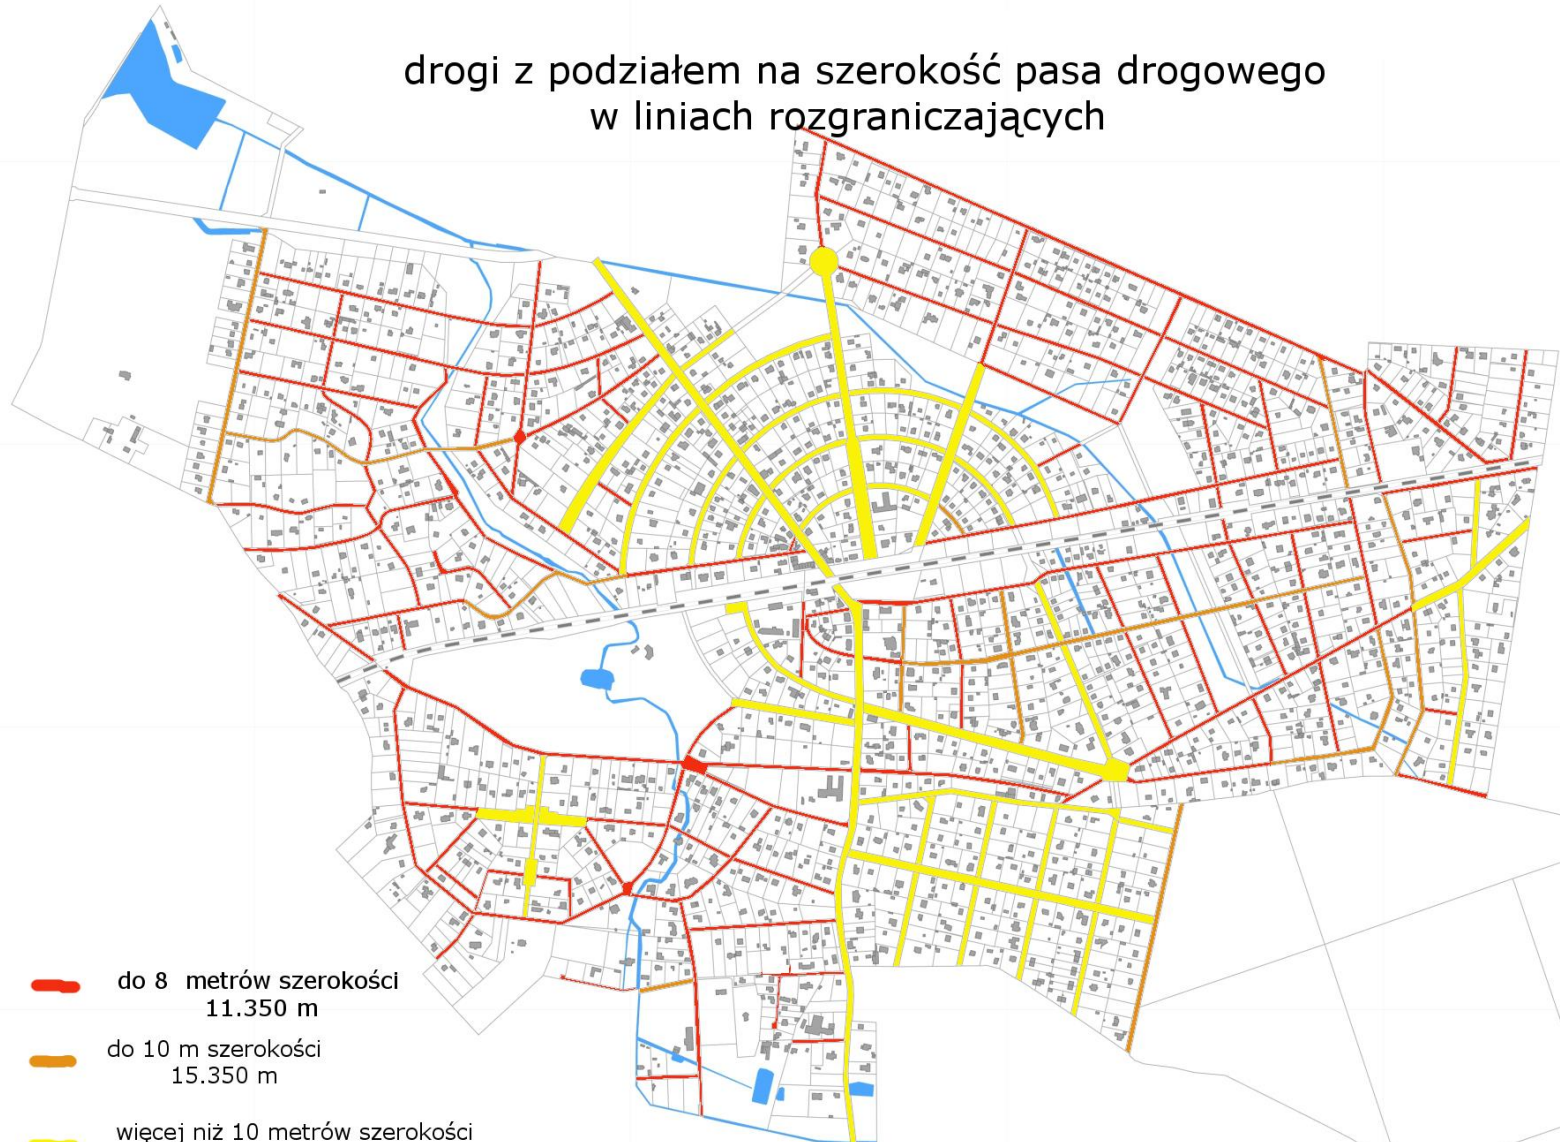 drogi z podziałem na szerokość pasa drogowego
w liniach rozgraniczających
do 8 metrów szerokości
11.350 m
do 10 m szerokości
15.350 m
więcej niż 10 metrów szerokości